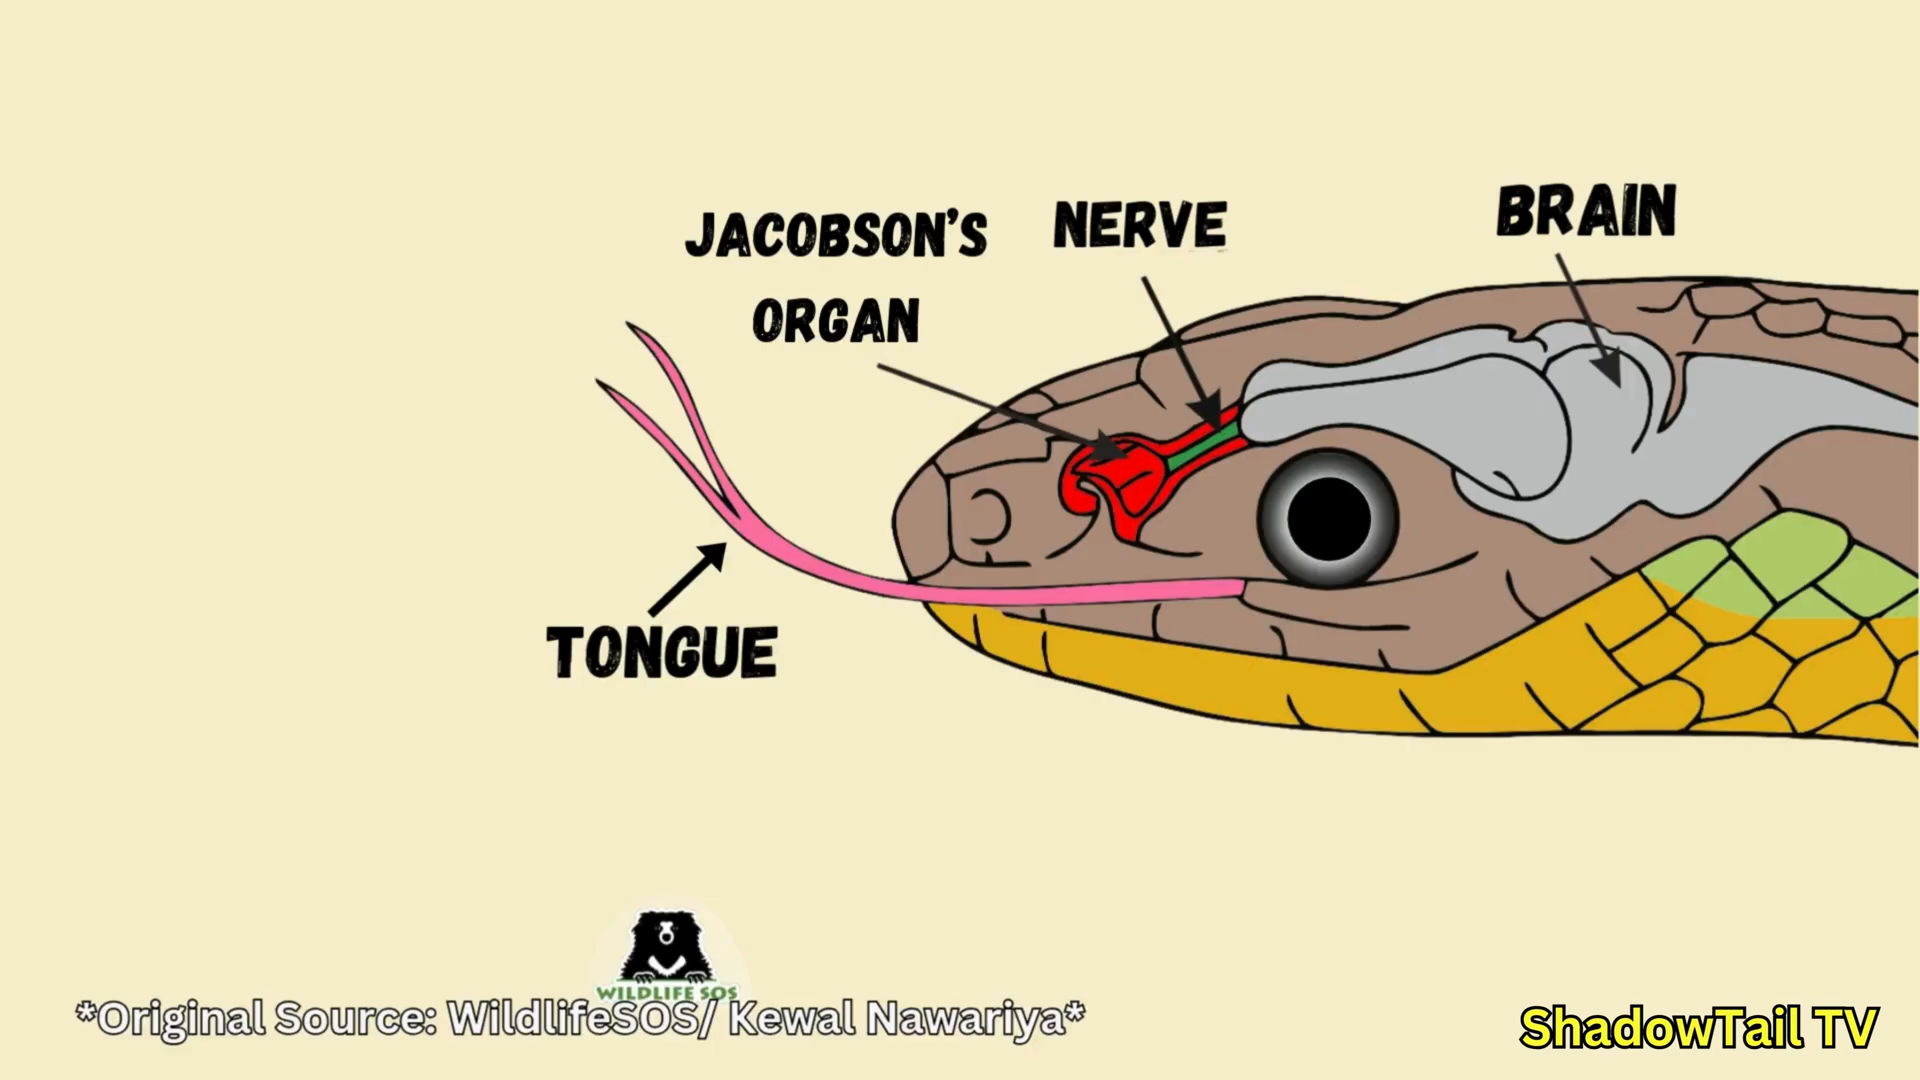 JACOBSON'S
ORGAN
NERVE
BRAIN
TONGUE
WILDLIFE SOS
*Original Source: WildlifeSOS/ Kewal Nawariya*
ShadowTail TV